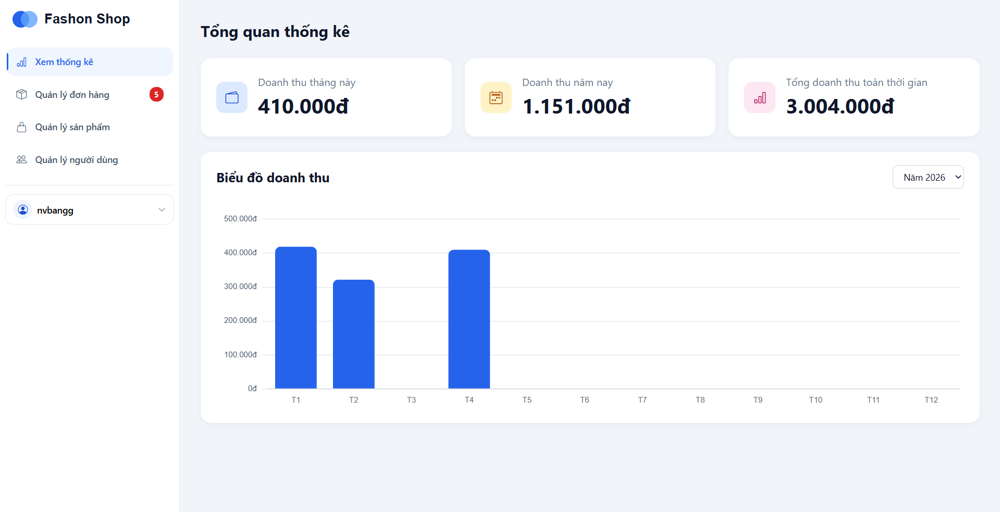 Fashon Shop
Xem thống kê
Quản lý đơn hàng 5
Quản lý sản phẩm
Quản lý người dùng
nvbangg
Tổng quan thống kê
Doanh thu tháng này
410.000đ
Doanh thu năm nay
1.151.000đ
Tổng doanh thu toàn thời gian
3.004.000đ
Biểu đồ doanh thu
Năm 2026
500.000đ
400.000đ
300.000đ
200.000đ
100.000đ
0đ
T1 T2 T3 T4 T5 T6 T7 T8 T9 T10 T11 T12